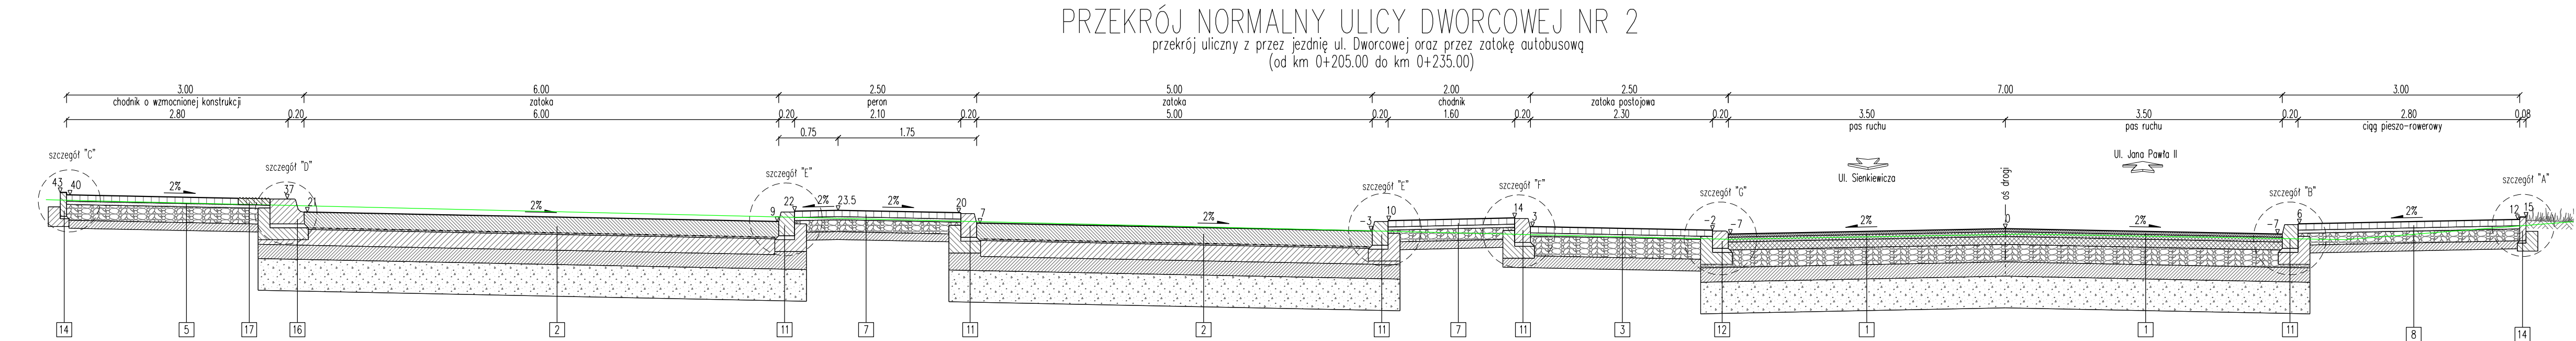 PRZEKRÓJ NORMALNY ULICY DWORCOWEJ NR 2
przekrój uliczny z przez jezdnię ul. Dworcowej oraz przez zatokę autobusową
(od km 0+205.00 do km 0+235.00)
3.00 6.00 2.50 5.00 2.00 2.50 7.00 3.00
chodnik o wzmocnionej konstrukcji zatoka peron zatoka chodnik zatoka postojowa
2.80 0.20 6.00 0.20 2.10 0.20 5.00 0.20 1.60 0.20 2.30 0.20 3.50 3.50 0.20 2.80 0.08
pas ruchu pas ruchu ciąg pieszo-rowerowy
0.75 1.75
szczegół "C" szczegół "D" szczegół "E" szczegół "E" szczegół "F" szczegół "G" szczegół "B" szczegół "A"
Ul. Sienkiewicza oś drogi Ul. Jana Pawła II
43 40 2% 37 21 2% 9 22 2% 23.5 2% 20 7 2% -3 10 14 3 -2 -7 2% 0 2% -7 6 2% 12 15
14 5 17 16 2 11 7 11 2 11 7 11 3 12 1 1 11 8 14